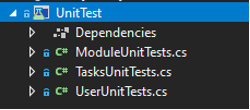 UnitTest
Dependencies
C# ModuleUnitTests.cs
C# TasksUnitTests.cs
C# UserUnitTests.cs